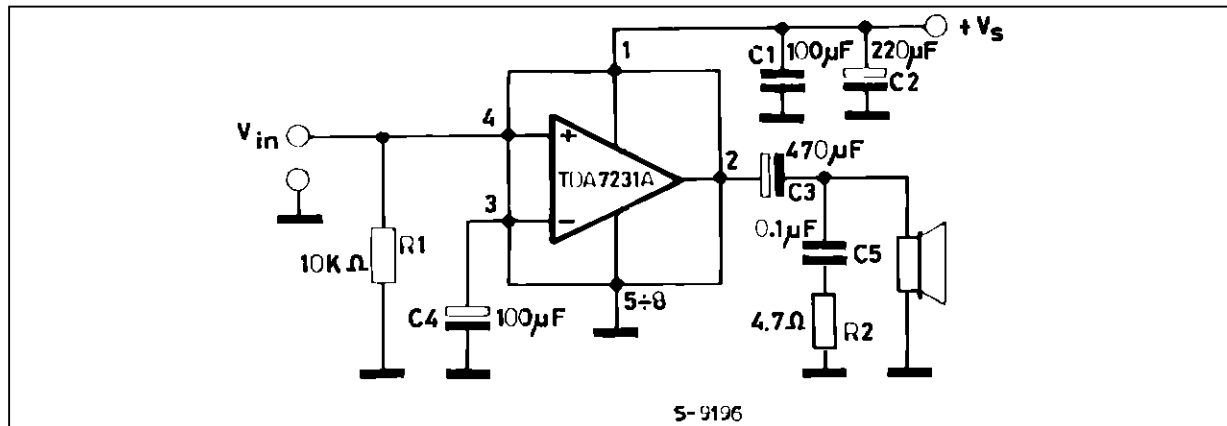 +Vs
1
C1
100µF
220µF
C2
Vin
4
+
TDA7231A
2
470µF
C3
3
−
0.1µF
C5
R1
10KΩ
C4
100µF
5÷8
4.7Ω
R2
S-9196